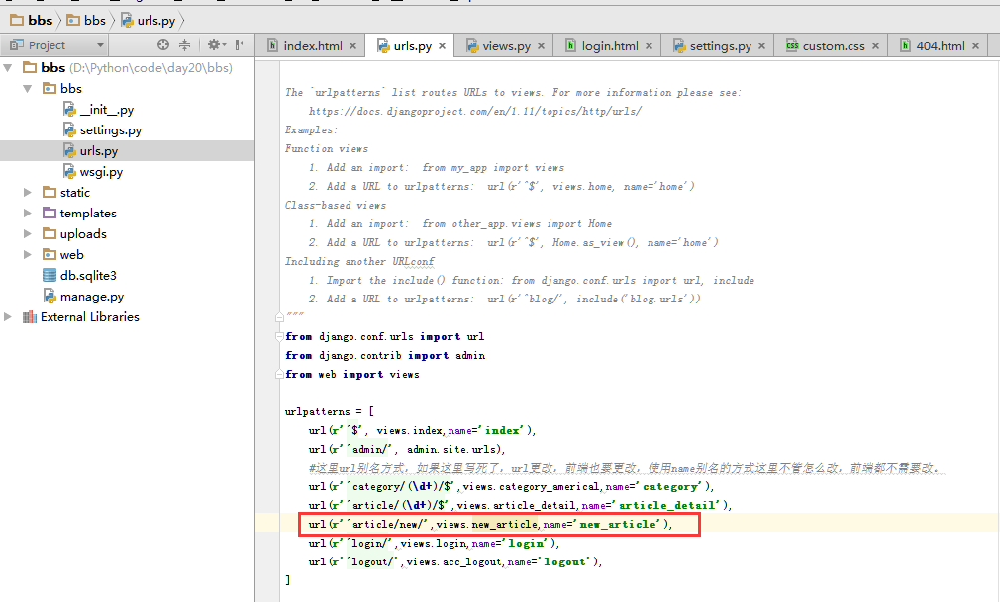 bbs bbs urls.py
Project index.html urls.py views.py login.html settings.py custom.css 404.html
bbs (D:\Python\code\day20\bbs)
bbs
__init__.py
settings.py
urls.py
wsgi.py
static
templates
uploads
web
db.sqlite3
manage.py
External Libraries
The `urlpatterns` list routes URLs to views. For more information please see:
https://docs.djangoproject.com/en/1.11/topics/http/urls/
Examples:
Function views
1. Add an import:  from my_app import views
2. Add a URL to urlpatterns:  url(r'^$', views.home, name='home')
Class-based views
1. Add an import:  from other_app.views import Home
2. Add a URL to urlpatterns:  url(r'^$', Home.as_view(), name='home')
Including another URLconf
1. Import the include() function: from django.conf.urls import url, include
2. Add a URL to urlpatterns:  url(r'^blog/', include('blog.urls'))
"""
from django.conf.urls import url
from django.contrib import admin
from web import views
urlpatterns = [
url(r'^$', views.index,name='index'),
url(r'^admin/', admin.site.urls),
#这里url别名方式，如果这里写死了，url更改，前端也要更改，使用name别名的方式这里不管怎么改，前端都不需要改。
url(r'^category/(\d+)/$',views.category_americal,name='category'),
url(r'^article/(\d+)/$',views.article_detail,name='article_detail'),
url(r'^article/new/',views.new_article,name='new_article'),
url(r'^login/',views.login,name='login'),
url(r'^logout/',views.acc_logout,name='logout'),
]